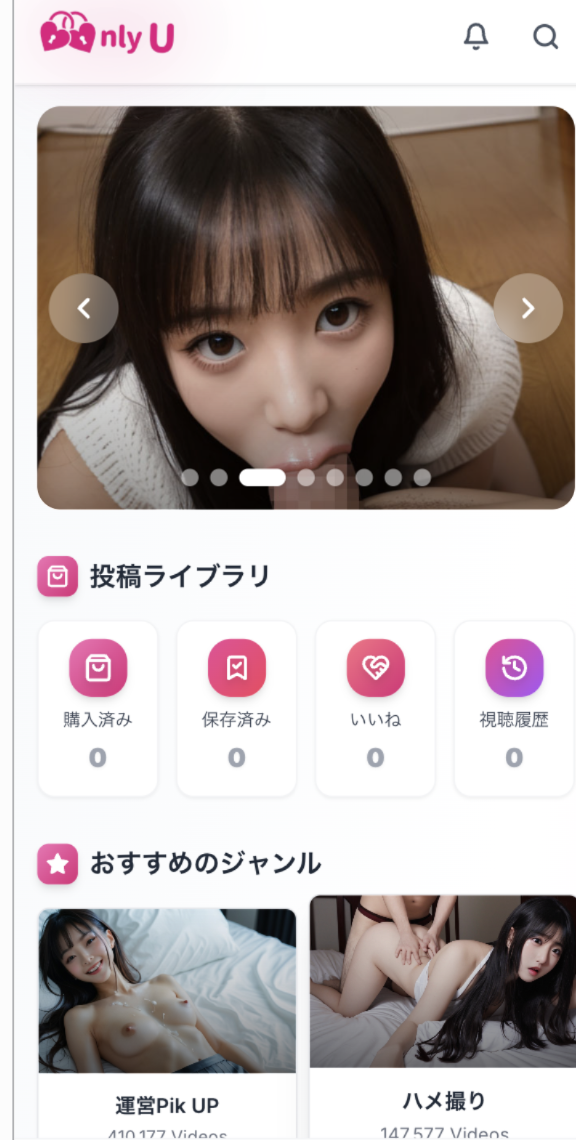 Only U
投稿ライブラリ
購入済み
保存済み
いいね
視聴履歴
0
0
0
0
おすすめのジャンル
運営Pik UP
ハメ撮り
410,177 Videos
147,577 Videos